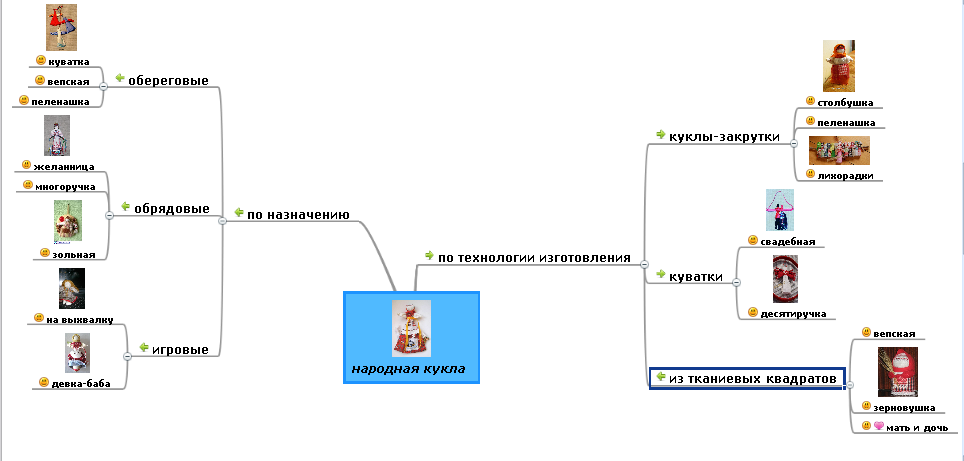 куватка
вепская
пеленашка
обереговые
желанница
многоручка
зольная
обрядовые
на выхвалку
девка-баба
игровые
по назначению
народная кукла
по технологии изготовления
куклы-закрутки
столбушка
пеленашка
лихорадки
куватки
свадебная
десятиручка
из тканиевых квадратов
вепская
зерновушка
мать и дочь